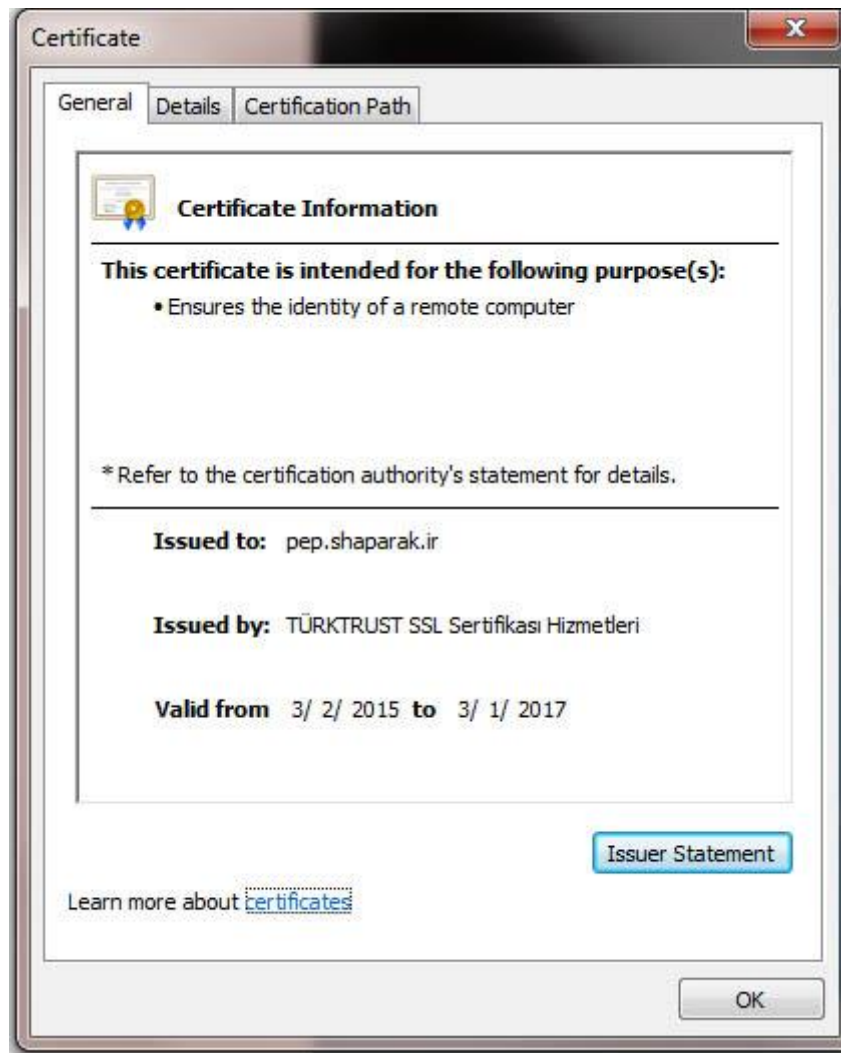 Certificate
General Details Certification Path
Certificate Information
This certificate is intended for the following purpose(s):
• Ensures the identity of a remote computer
* Refer to the certification authority's statement for details.
Issued to: pep.shaparak.ir
Issued by: TÜRKTRUST SSL Sertifikası Hizmetleri
Valid from 3/ 2/ 2015 to 3/ 1/ 2017
Issuer Statement
Learn more about certificates
OK